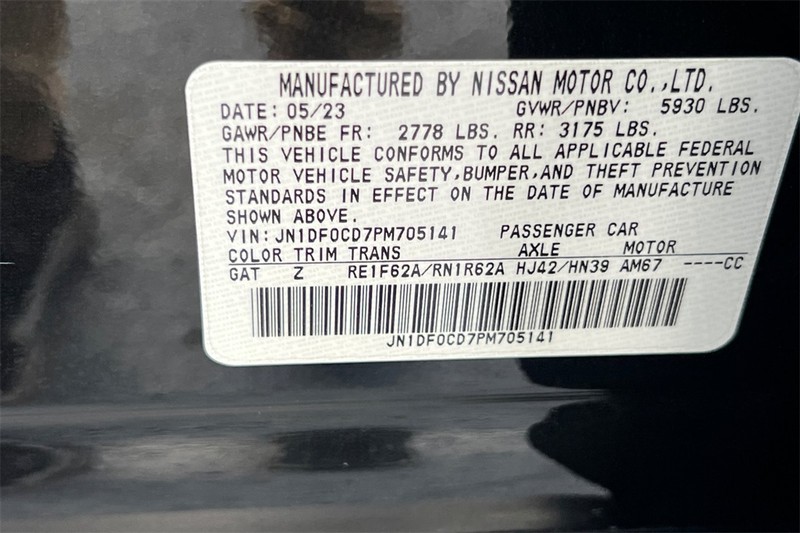 MANUFACTURED BY NISSAN MOTOR CO.,LTD.
DATE: 05/23 GVWR/PNBV: 5930 LBS.
GAWR/PNBE FR: 2778 LBS. RR: 3175 LBS.
THIS VEHICLE CONFORMS TO ALL APPLICABLE FEDERAL
MOTOR VEHICLE SAFETY,BUMPER,AND THEFT PREVENTION
STANDARDS IN EFFECT ON THE DATE OF MANUFACTURE
SHOWN ABOVE.
VIN: JN1DF0CD7PM705141 PASSENGER CAR
COLOR TRIM TRANS AXLE MOTOR
GAT Z RE1F62A/RN1R62A HJ42/HN39 AM67 ----CC
JN1DF0CD7PM705141